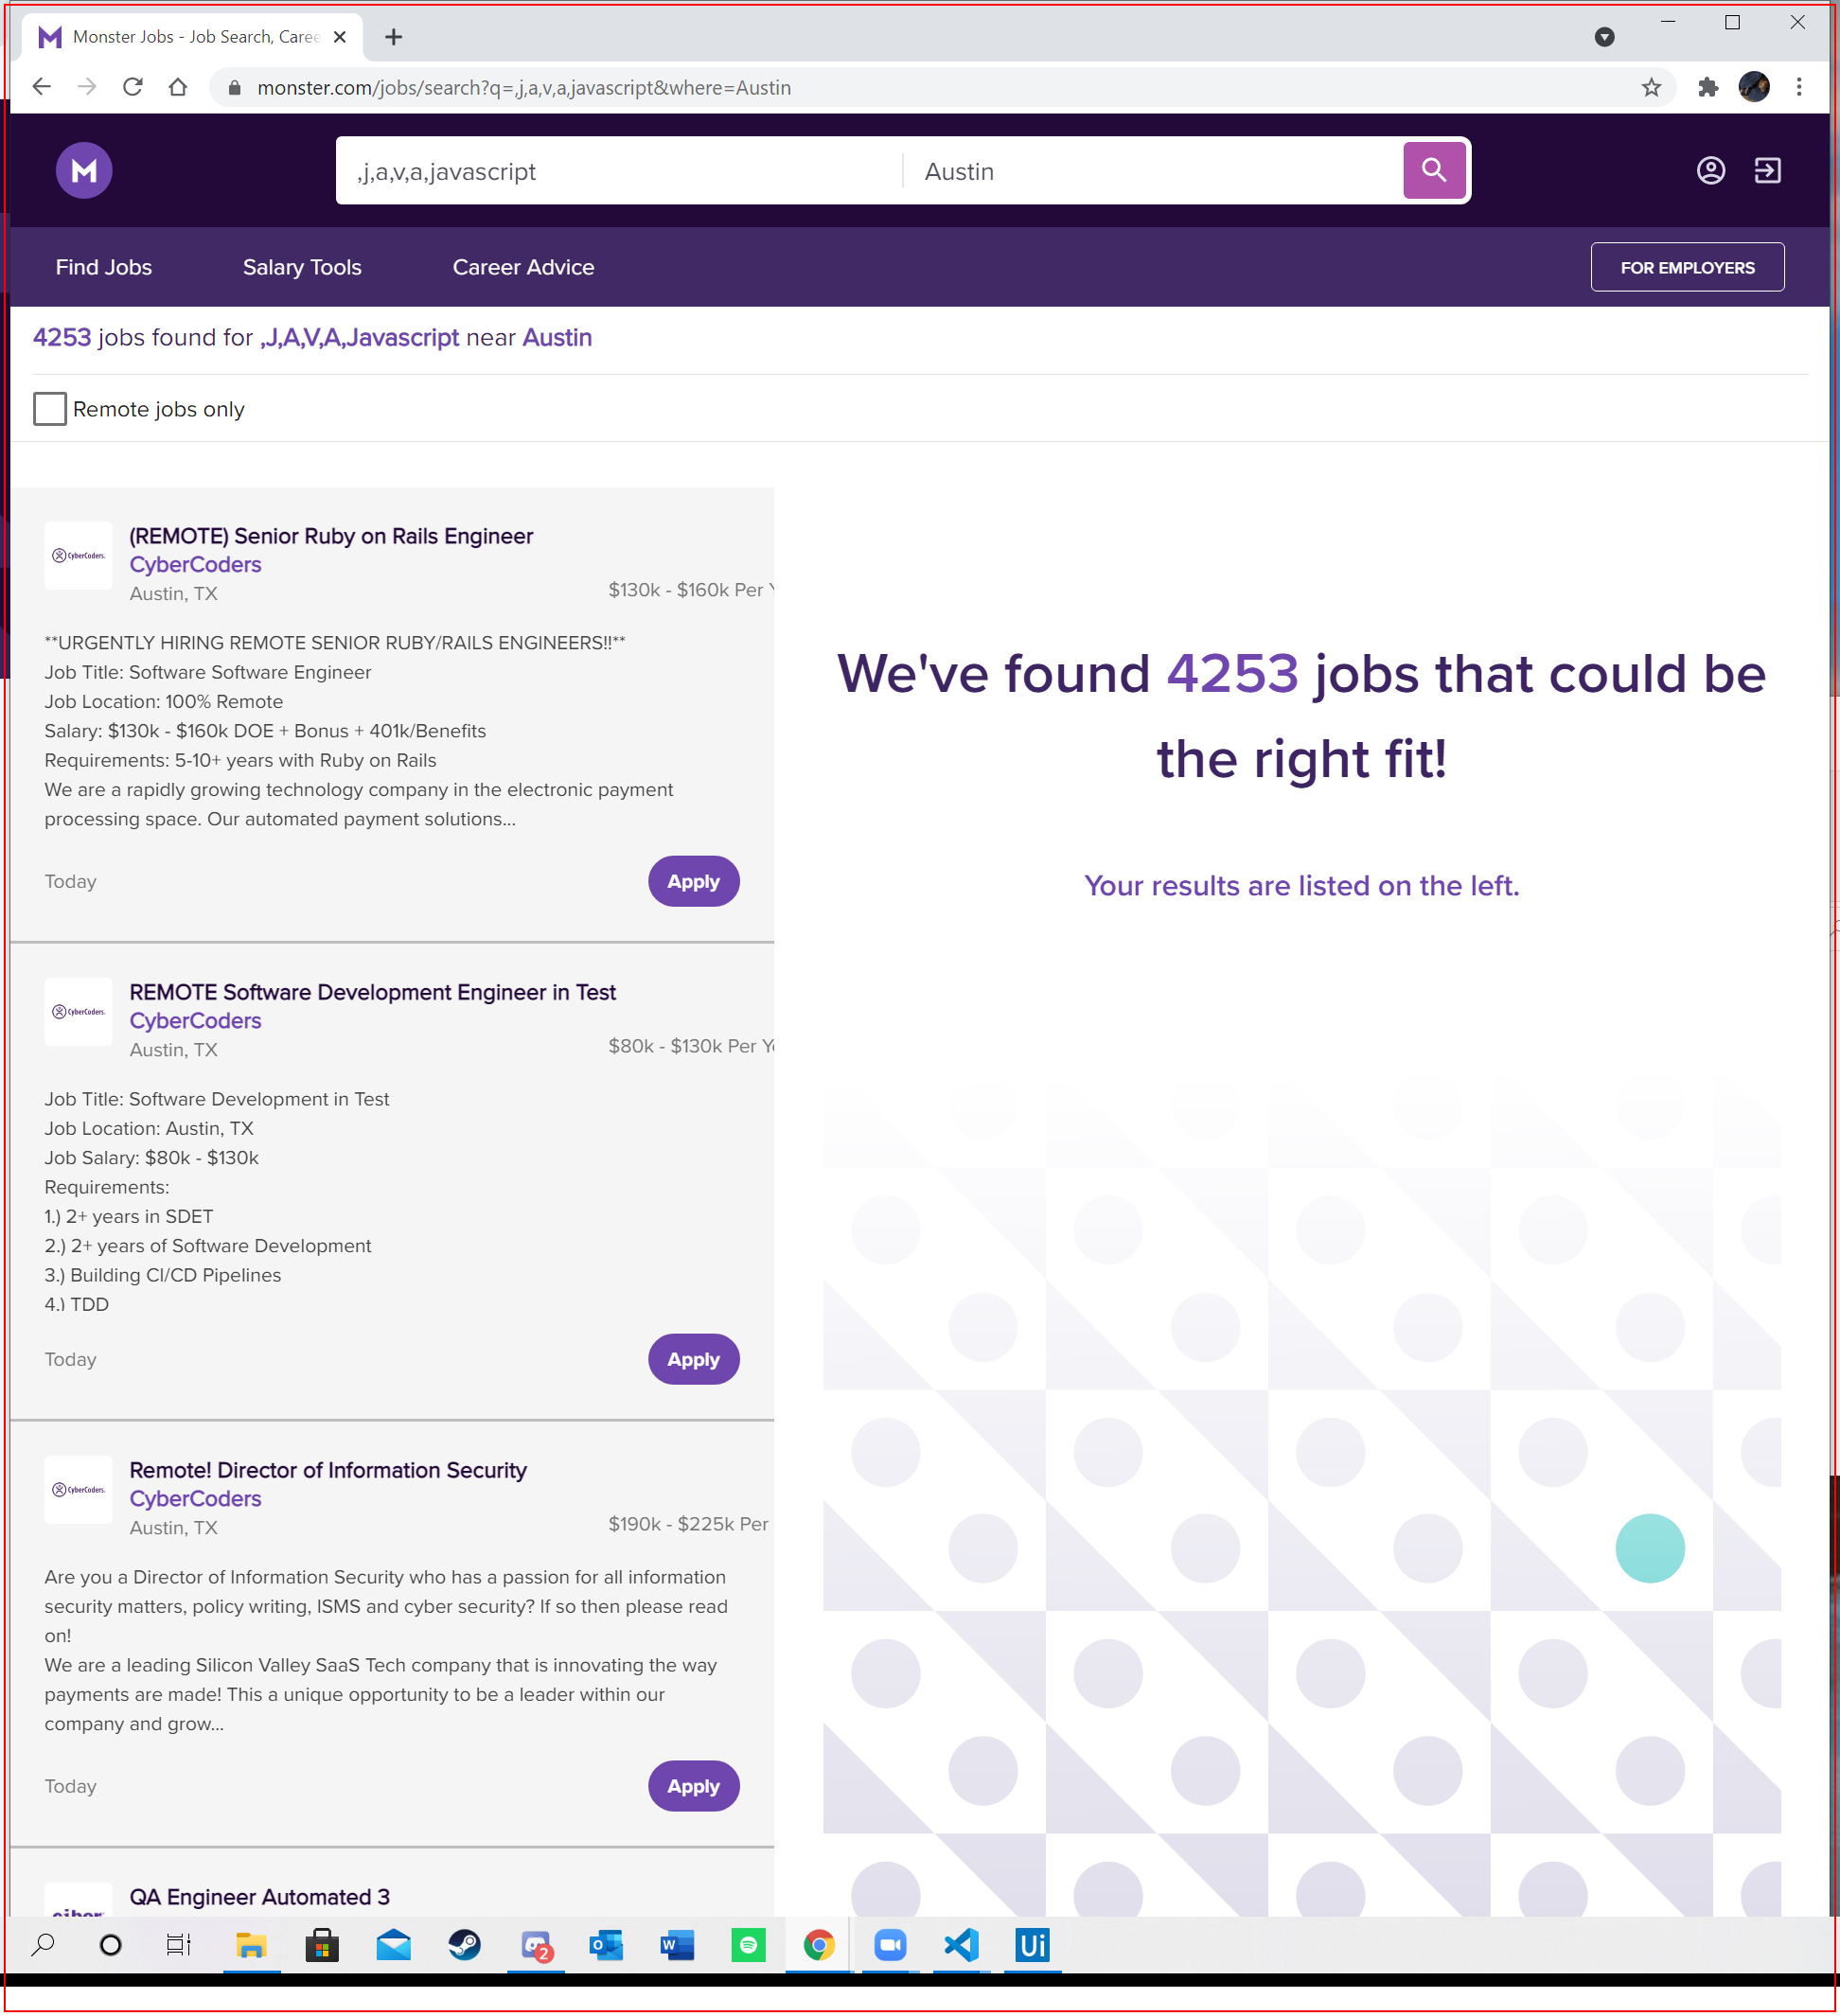 Monster Jobs - Job Search, Caree
monster.com/jobs/search?q=,j,a,v,a,javascript&where=Austin
,j,a,v,a,javascript
Austin
Find Jobs
Salary Tools
Career Advice
FOR EMPLOYERS
4253 jobs found for ,J,A,V,A,Javascript near Austin
Remote jobs only
CyberCoders.
(REMOTE) Senior Ruby on Rails Engineer
CyberCoders
Austin, TX
$130k - $160k Per
**URGENTLY HIRING REMOTE SENIOR RUBY/RAILS ENGINEERS!!**
Job Title: Software Software Engineer
Job Location: 100% Remote
Salary: $130k - $160k DOE + Bonus + 401k/Benefits
Requirements: 5-10+ years with Ruby on Rails
We are a rapidly growing technology company in the electronic payment
processing space. Our automated payment solutions...
Today
Apply
CyberCoders.
REMOTE Software Development Engineer in Test
CyberCoders
Austin, TX
$80k - $130k Per
Job Title: Software Development in Test
Job Location: Austin, TX
Job Salary: $80k - $130k
Requirements:
1.) 2+ years in SDET
2.) 2+ years of Software Development
3.) Building CI/CD Pipelines
4.) TDD
Today
Apply
CyberCoders.
Remote! Director of Information Security
CyberCoders
Austin, TX
$190k - $225k Per
Are you a Director of Information Security who has a passion for all information
security matters, policy writing, ISMS and cyber security? If so then please read
on!
We are a leading Silicon Valley SaaS Tech company that is innovating the way
payments are made! This a unique opportunity to be a leader within our
company and grow...
Today
Apply
QA Engineer Automated 3
We've found 4253 jobs that could be
the right fit!
Your results are listed on the left.
2
Ui